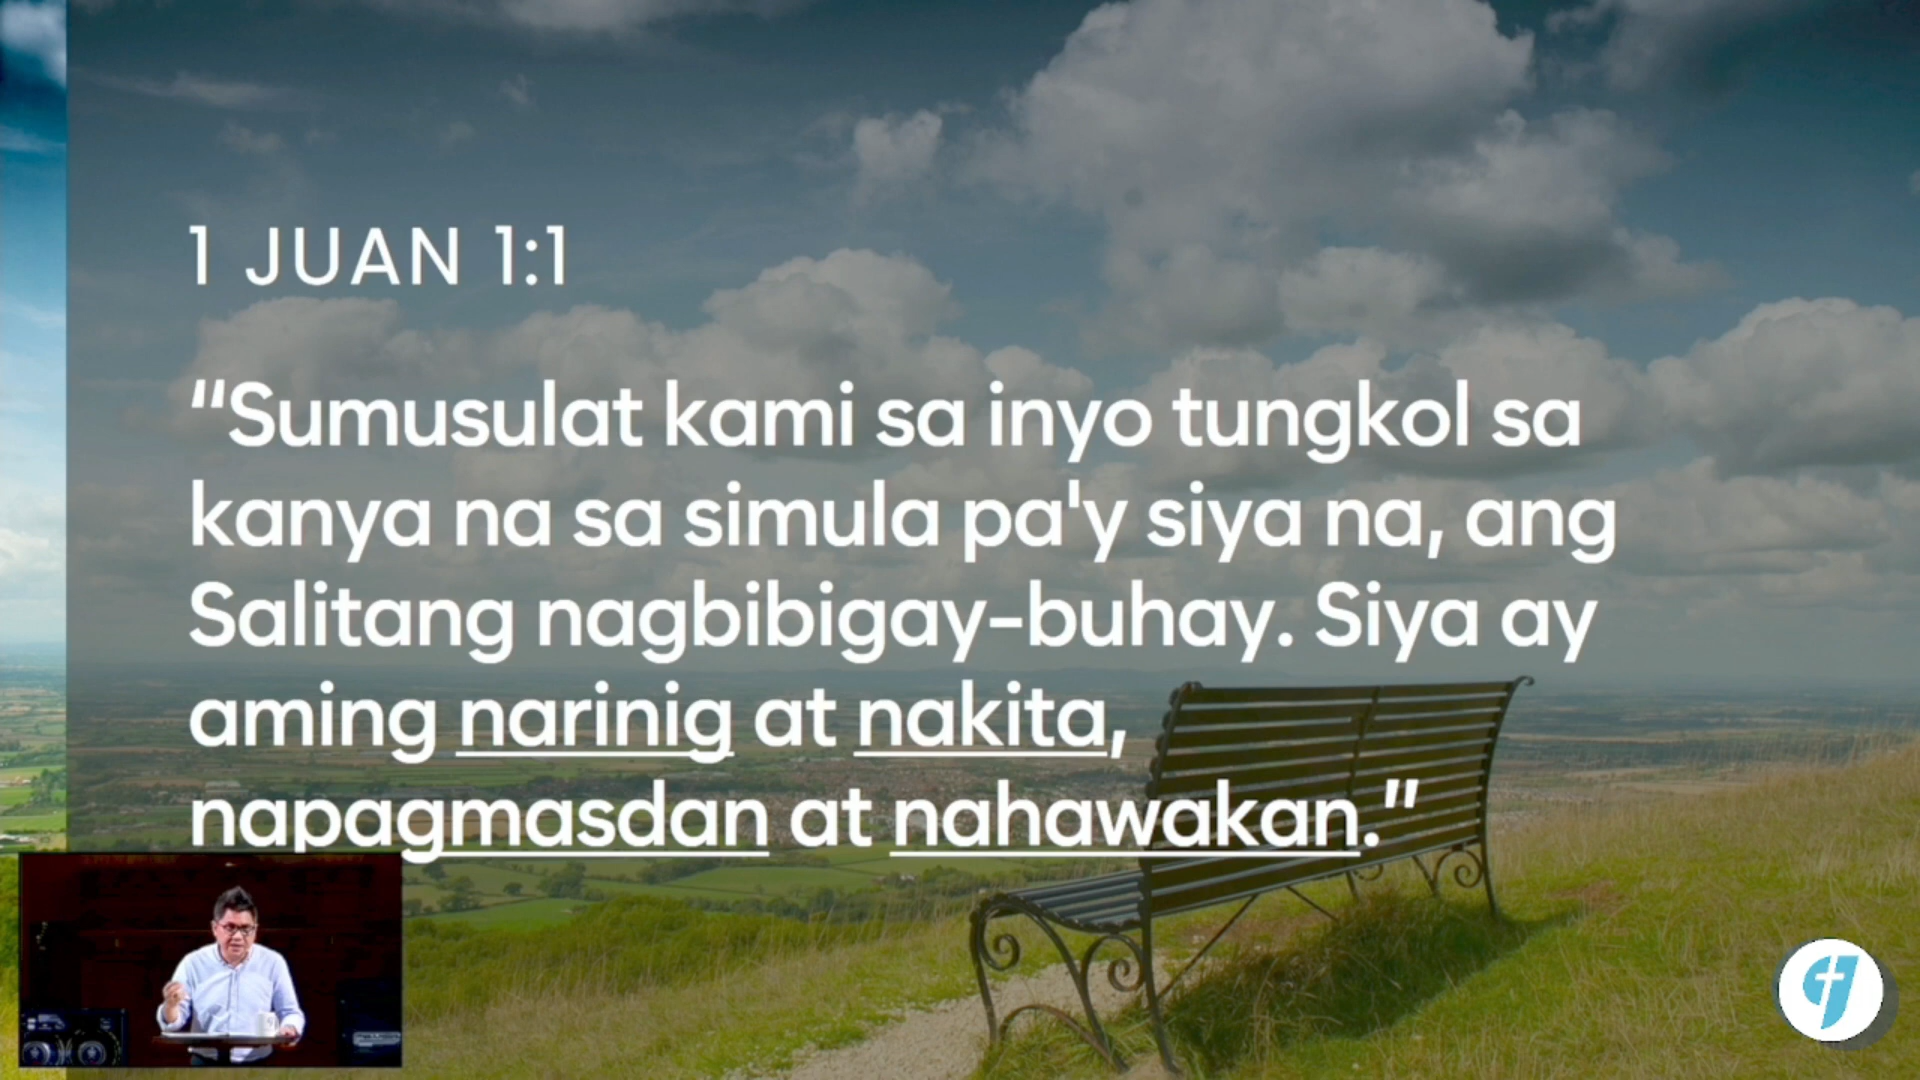 1 JUAN 1:1
“Sumusulat kami sa inyo tungkol sa
kanya na sa simula pa'y siya na, ang
Salitang nagbibigay-buhay. Siya ay
aming narinig at nakita,
napagmasdan at nahawakan.”